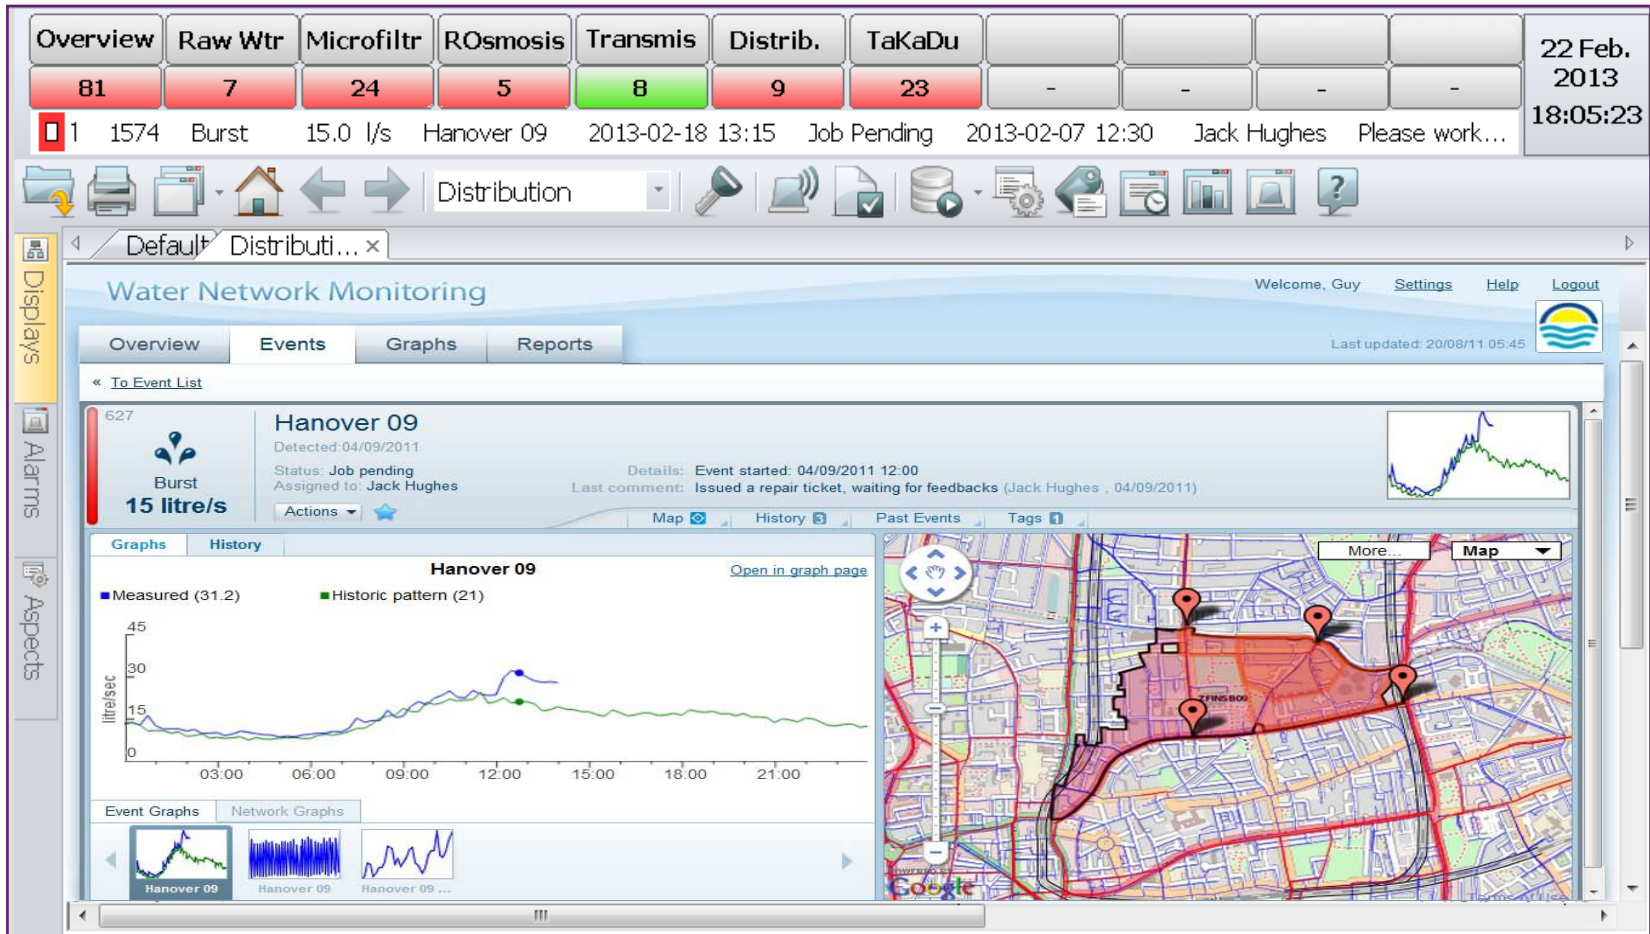 Overview Raw Wtr Microfiltr ROsmosis Transmis Distrib. TaKaDu
81 7 24 5 8 9 23 - - - -
22 Feb.
2013
18:05:23
1 1574 Burst 15.0 l/s Hanover 09 2013-02-18 13:15 Job Pending 2013-02-07 12:30 Jack Hughes Please work...
Distribution
Default Distributi... ×
Displays
Alarms
Aspects
Water Network Monitoring
Welcome, Guy Settings Help Logout
Overview Events Graphs Reports
Last updated: 20/08/11 05:45
« To Event List
627
Burst
15 litre/s
Hanover 09
Detected:04/09/2011
Status: Job pending
Assigned to: Jack Hughes
Actions
Details: Event started: 04/09/2011 12:00
Last comment: Issued a repair ticket, waiting for feedbacks (Jack Hughes , 04/09/2011)
Map History 3 Past Events Tags 1
Graphs History
Hanover 09
Open in graph page
Measured (31.2) Historic pattern (21)
litre/sec
45
30
15
0
03:00 06:00 09:00 12:00 15:00 18:00 21:00
Event Graphs Network Graphs
Hanover 09 Hanover 09 Hanover 09 ...
More... Map
ZFINSB09
POWERED BY
Google